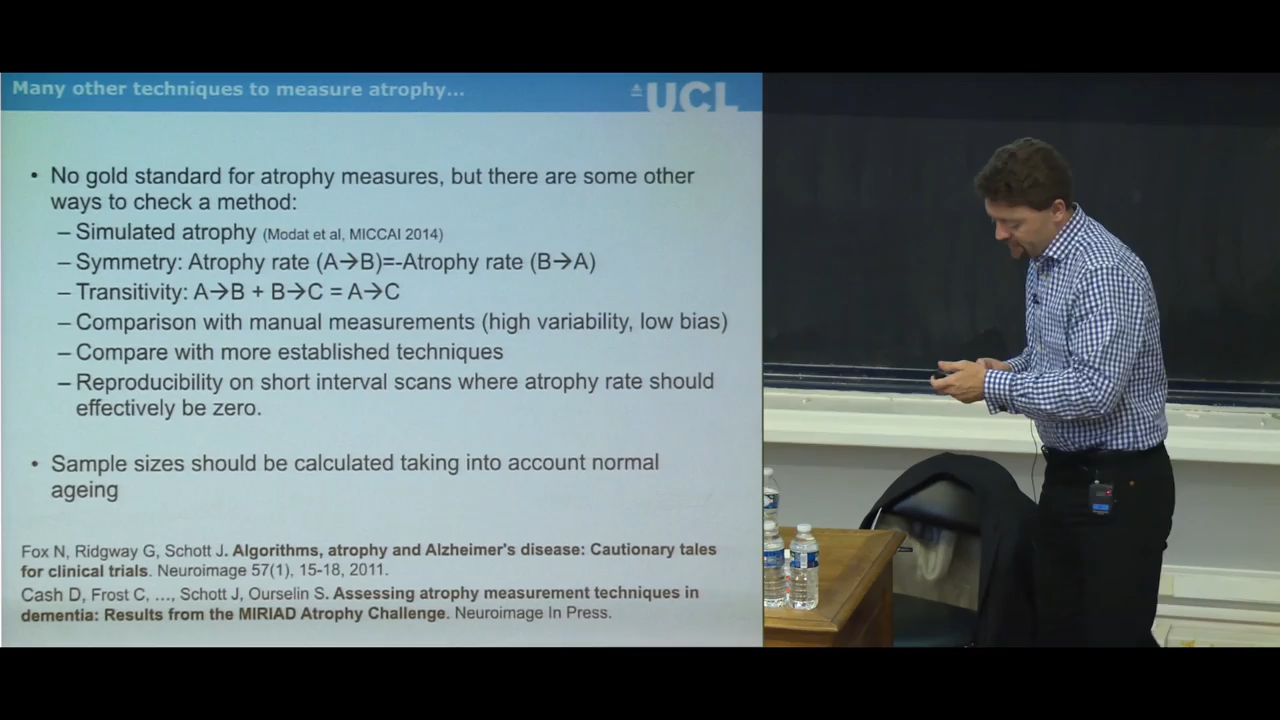 Many other techniques to measure atrophy...
UCL
• No gold standard for atrophy measures, but there are some other
ways to check a method:
– Simulated atrophy (Modat et al, MICCAI 2014)
– Symmetry: Atrophy rate (A→B)=-Atrophy rate (B→A)
– Transitivity: A→B + B→C = A→C
– Comparison with manual measurements (high variability, low bias)
– Compare with more established techniques
– Reproducibility on short interval scans where atrophy rate should
effectively be zero.
• Sample sizes should be calculated taking into account normal
ageing
Fox N, Ridgway G, Schott J. Algorithms, atrophy and Alzheimer's disease: Cautionary tales
for clinical trials. Neuroimage 57(1), 15-18, 2011.
Cash D, Frost C, ..., Schott J, Ourselin S. Assessing atrophy measurement techniques in
dementia: Results from the MIRIAD Atrophy Challenge. Neuroimage In Press.